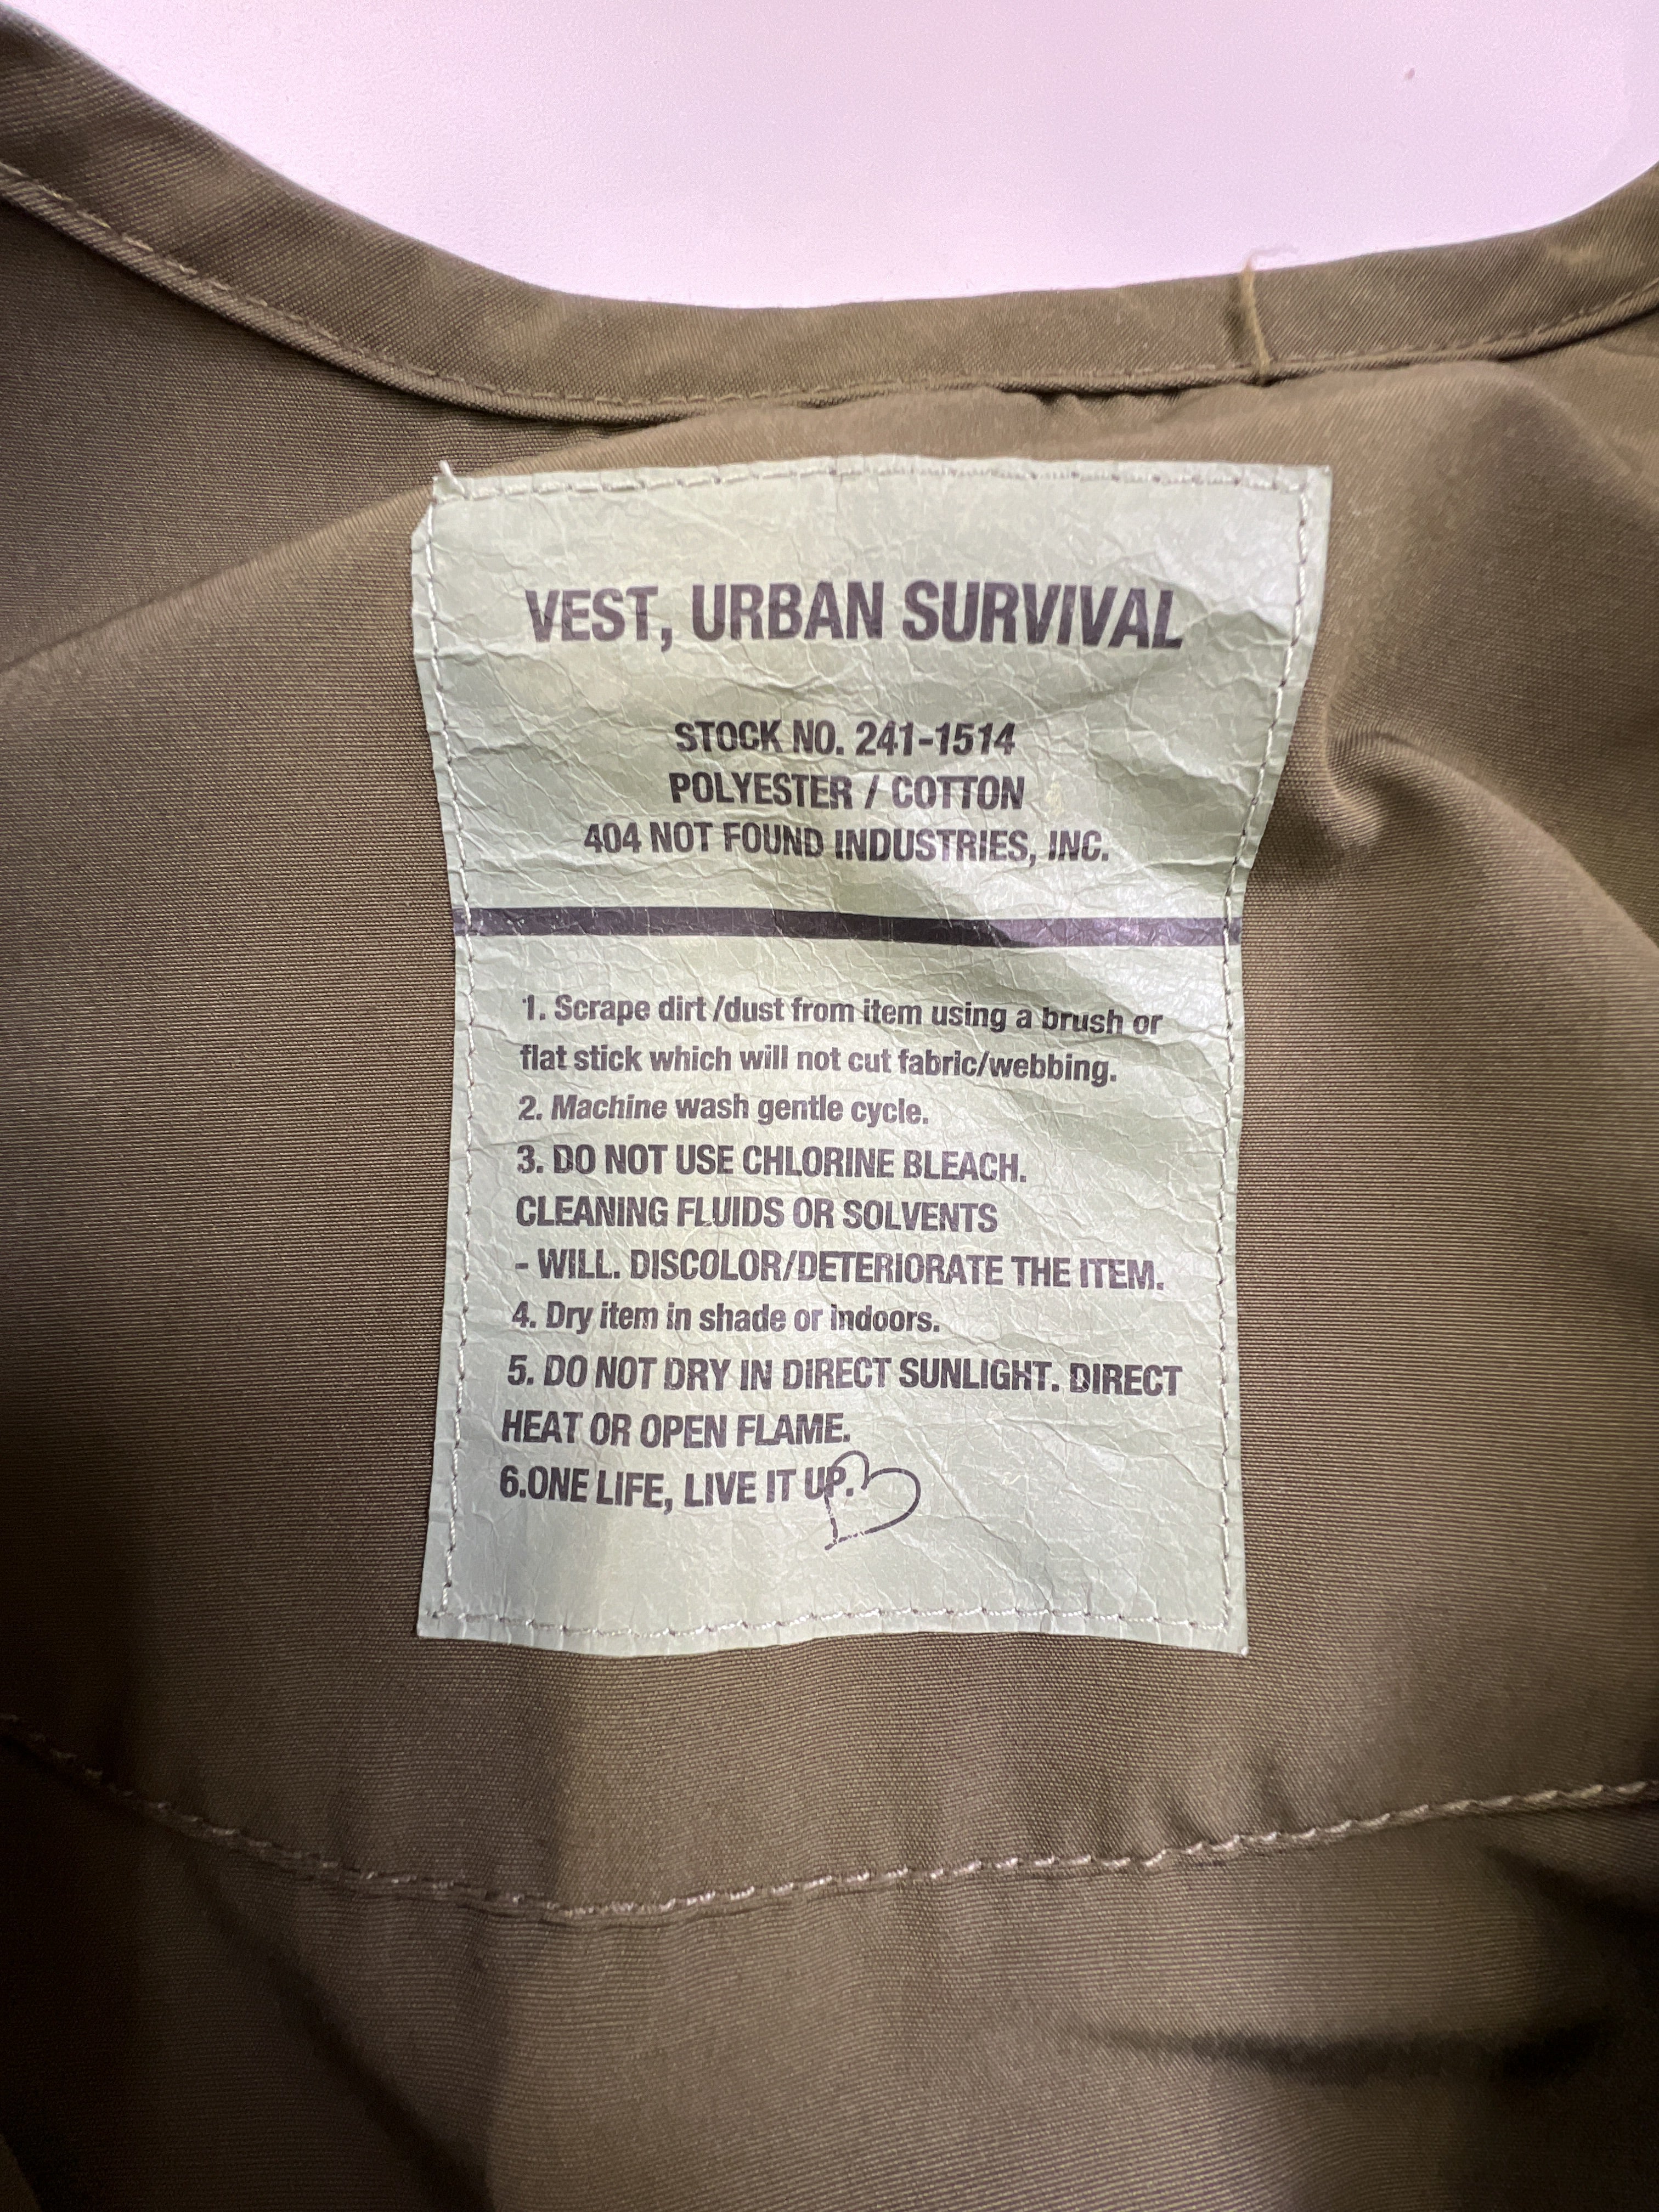 VEST, URBAN SURVIVAL
STOCK NO. 241-1514
POLYESTER / COTTON
404 NOT FOUND INDUSTRIES, INC.
1. Scrape dirt /dust from item using a brush or
flat stick which will not cut fabric/webbing.
2. Machine wash gentle cycle.
3. DO NOT USE CHLORINE BLEACH.
CLEANING FLUIDS OR SOLVENTS
- WILL. DISCOLOR/DETERIORATE THE ITEM.
4. Dry item in shade or indoors.
5. DO NOT DRY IN DIRECT SUNLIGHT. DIRECT
HEAT OR OPEN FLAME.
6.ONE LIFE, LIVE IT UP.